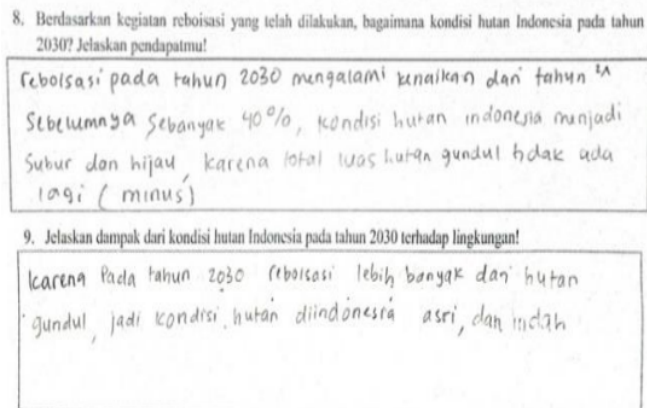 8. Berdasarkan kegiatan reboisasi yang telah dilakukan, bagaimana kondisi hutan Indonesia pada tahun
2030? Jelaskan pendapatmu!
reboisasi pada tahun 2030 mengalami kenaikan dari tahun ²A
Sebelumnya sebanyak 40%, kondisi hutan indonesia menjadi
Subur dan hijau, karena total luas hutan gundul tidak ada
lagi (minus)
9. Jelaskan dampak dari kondisi hutan Indonesia pada tahun 2030 terhadap lingkungan!
karena Pada tahun 2030 reboisasi lebih banyak dari hutan
gundul, jadi kondisi hutan diindonesia asri, dan indah